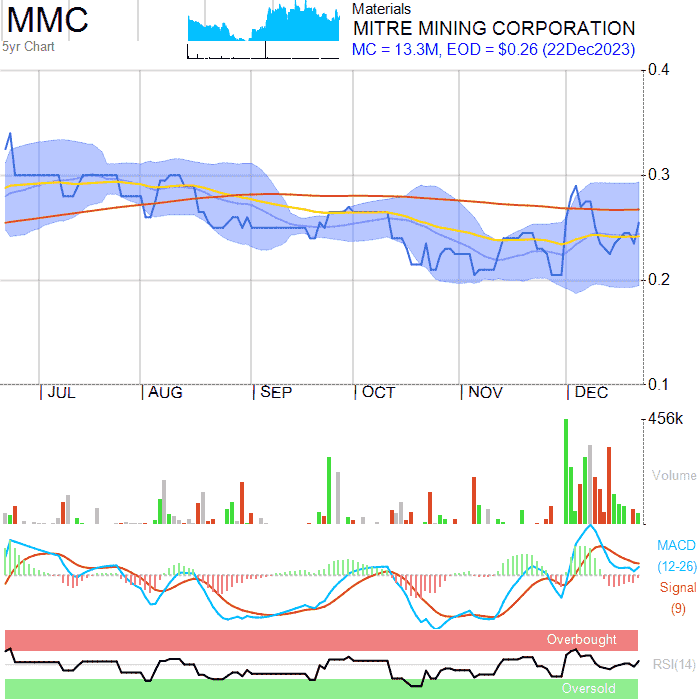 MMC
5yr Chart
Materials
MITRE MINING CORPORATION
MC = 13.3M, EOD = $0.26 (22Dec2023)
0.4
0.3
0.2
0.1
JUL AUG SEP OCT NOV DEC
456k
Volume
MACD
(12-26)
Signal
(9)
Overbought
RSI(14)
Oversold